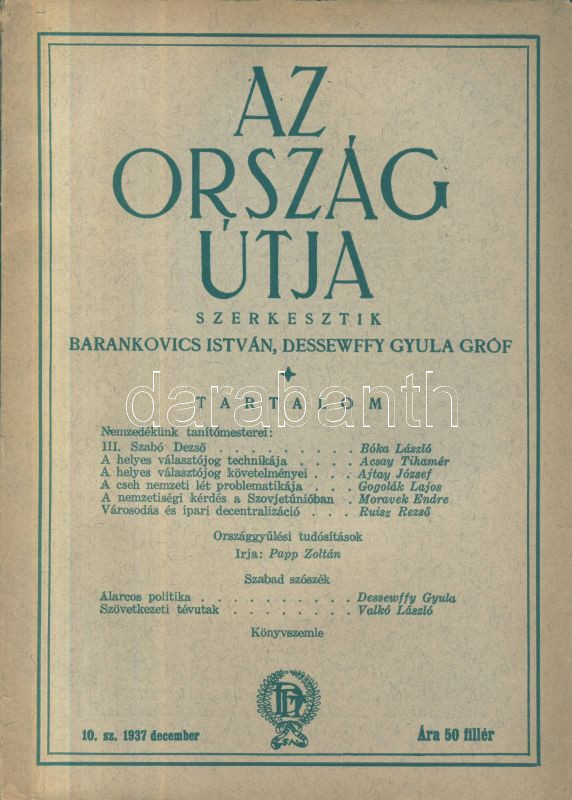 AZ
ORSZÁG
ÚTJA
SZERKESZTIK
BARANKOVICS ISTVÁN, DESSEWFFY GYULA GRÓF
darabanth
TARTALOM
Nemzedékünk tanítómesterei:
III. Szabó Dezső . . . . . . . . . . Bóka László
A helyes választójog technikája . . . . Acsay Tihamér
A helyes választójog követelményei . . . Ajtay József
A cseh nemzeti lét problematikája . . . Gogolák Lajos
A nemzetiségi kérdés a Szovjetúnióban . Moravek Endre
Városodás és ipari decentralizáció . . . Ruisz Rezső
Országgyűlési tudósítások
Irja: Papp Zoltán
Szabad szószék
Alarcos politika . . . . . . . . . . . Dessewffy Gyula
Szövetkezeti tévutak . . . . . . . . Valkó László
Könyvszemle
10. sz. 1937 december
Ára 50 fillér